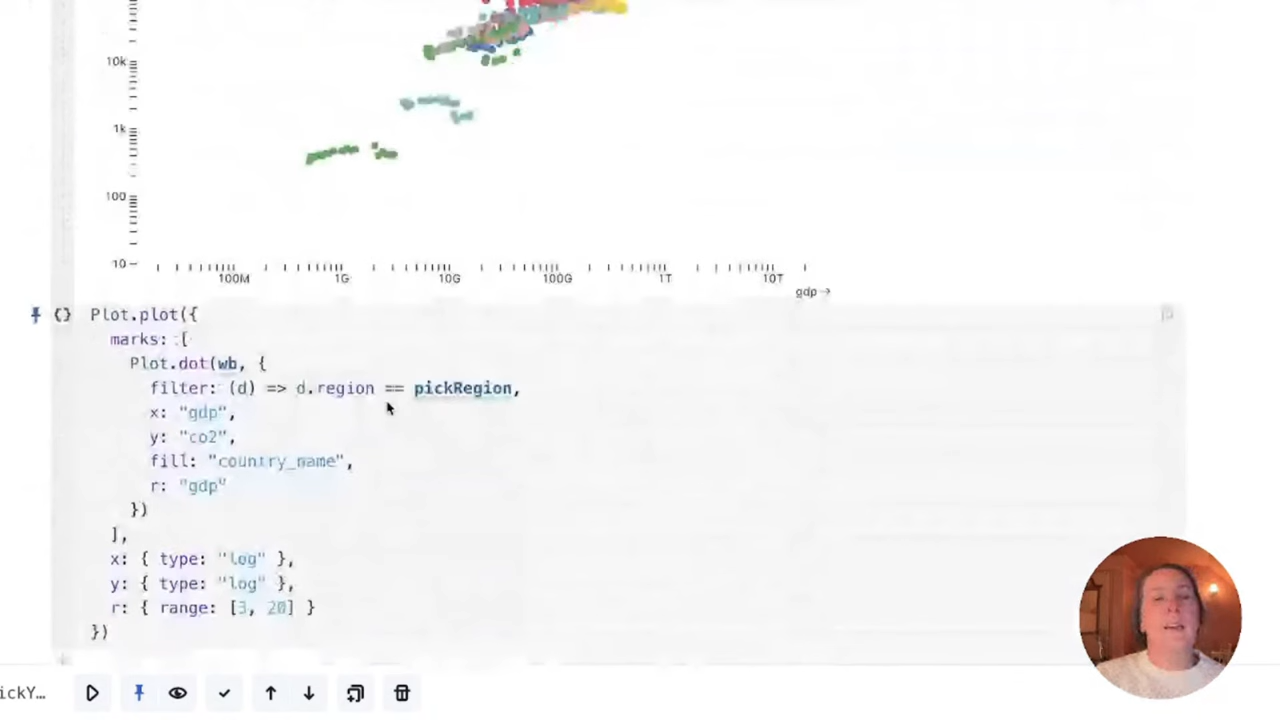 10k
1k
100
10
100M 1G 10G 100G 1T 10T
gdp →
{} Plot.plot({
marks: [
Plot.dot(wb, {
filter: (d) => d.region == pickRegion,
x: "gdp",
y: "co2",
fill: "country_name",
r: "gdp"
})
],
x: { type: "log" },
y: { type: "log" },
r: { range: [3, 20] }
})
ickY…